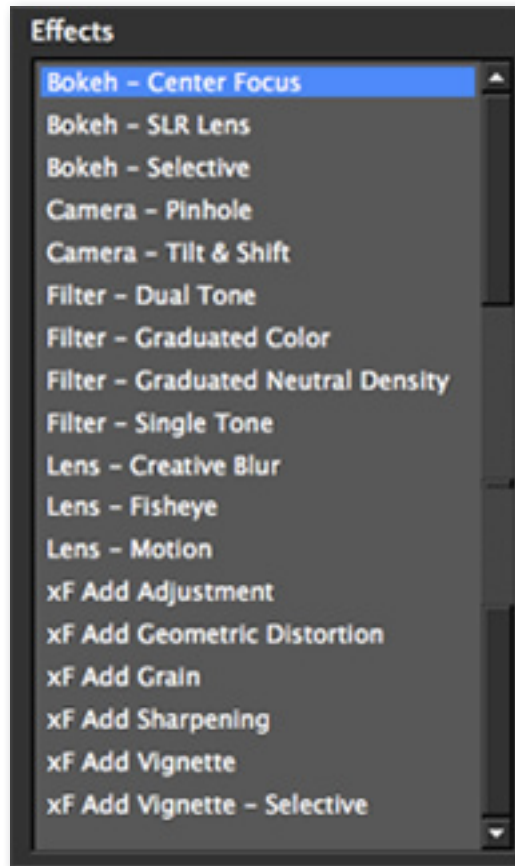 Effects
Bokeh – Center Focus
Bokeh – SLR Lens
Bokeh – Selective
Camera – Pinhole
Camera – Tilt & Shift
Filter – Dual Tone
Filter – Graduated Color
Filter – Graduated Neutral Density
Filter – Single Tone
Lens – Creative Blur
Lens – Fisheye
Lens – Motion
xF Add Adjustment
xF Add Geometric Distortion
xF Add Grain
xF Add Sharpening
xF Add Vignette
xF Add Vignette – Selective